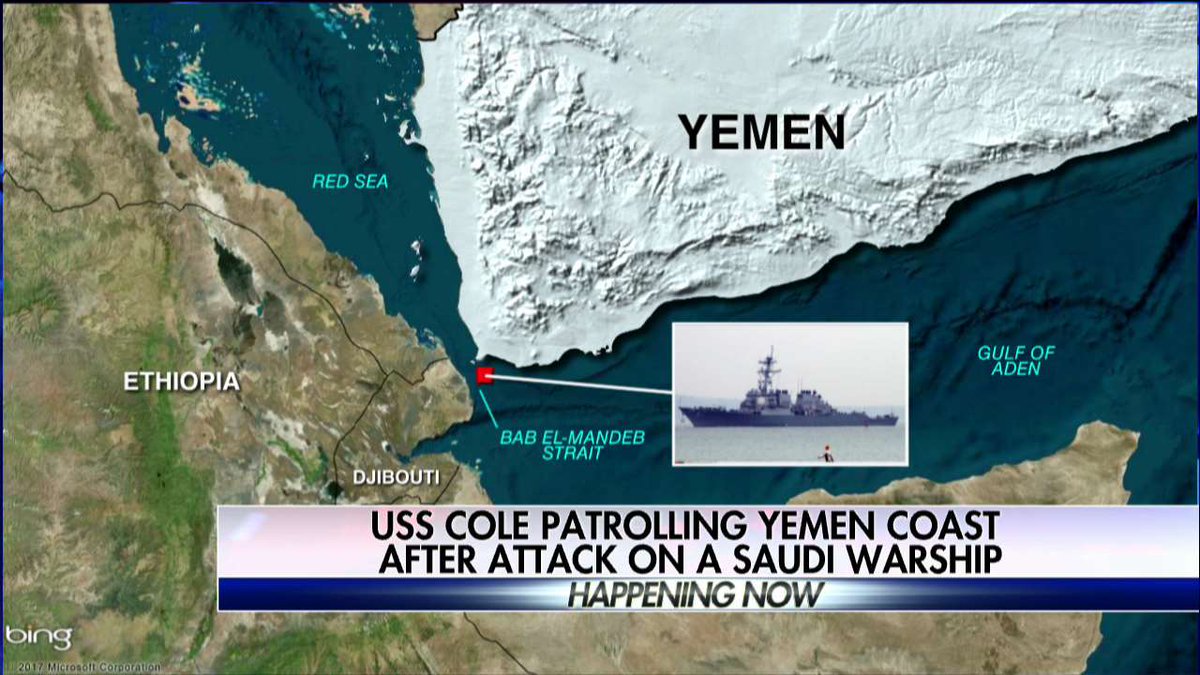 YEMEN
RED SEA
GULF OF
ADEN
ETHIOPIA
BAB EL-MANDEB
STRAIT
DJIBOUTI
USS COLE PATROLLING YEMEN COAST
AFTER ATTACK ON A SAUDI WARSHIP
HAPPENING NOW
bing
© 2017 Microsoft Corporation